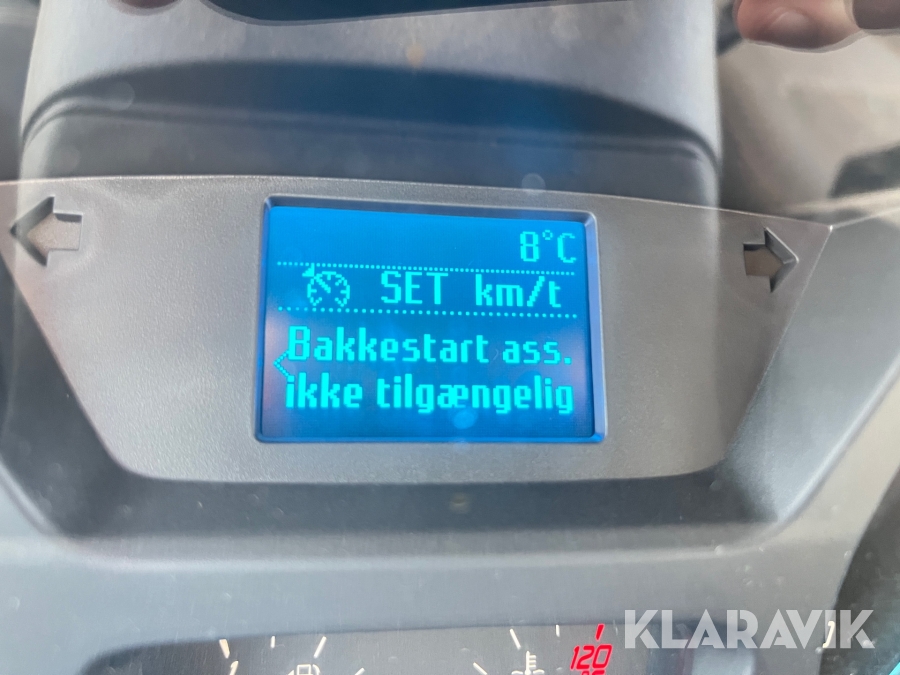 8°C
SET km/t
Bakkestart ass.
ikke tilgængelig
KLARAVIK
120